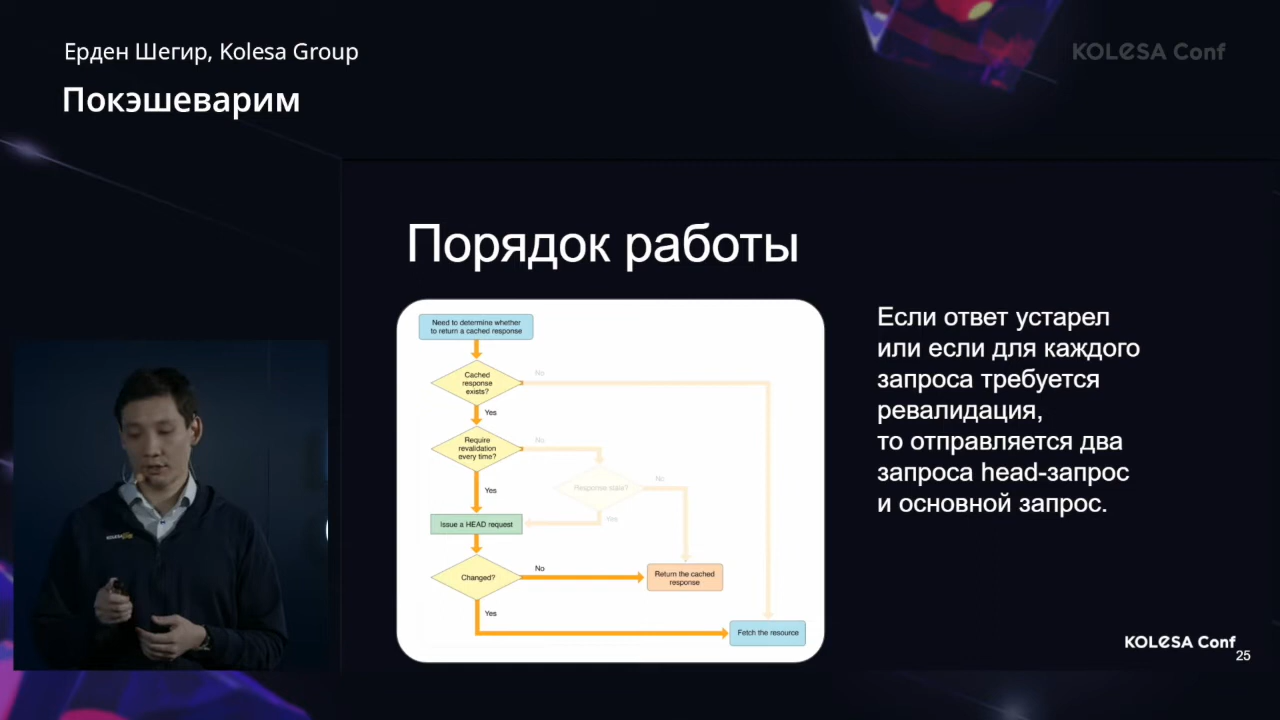 Ерден Шегир, Kolesa Group
Покэшеварим
KOLESA Conf
Порядок работы
Need to determine whether
to return a cached response
Cached
response
exists?
No
Yes
Require
revalidation
every time?
No
Yes
Response stale?
No
Yes
Issue a HEAD request
Changed?
No
Yes
Return the cached
response
Fetch the resource
Если ответ устарел
или если для каждого
запроса требуется
ревалидация,
то отправляется два
запроса head-запрос
и основной запрос.
KOLESA Conf
25